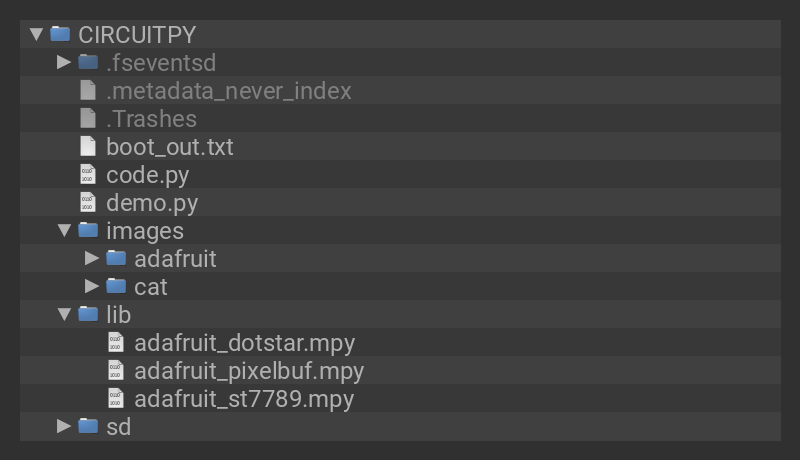 CIRCUITPY
.fseventsd
.metadata_never_index
.Trashes
boot_out.txt
code.py
demo.py
images
adafruit
cat
lib
adafruit_dotstar.mpy
adafruit_pixelbuf.mpy
adafruit_st7789.mpy
sd